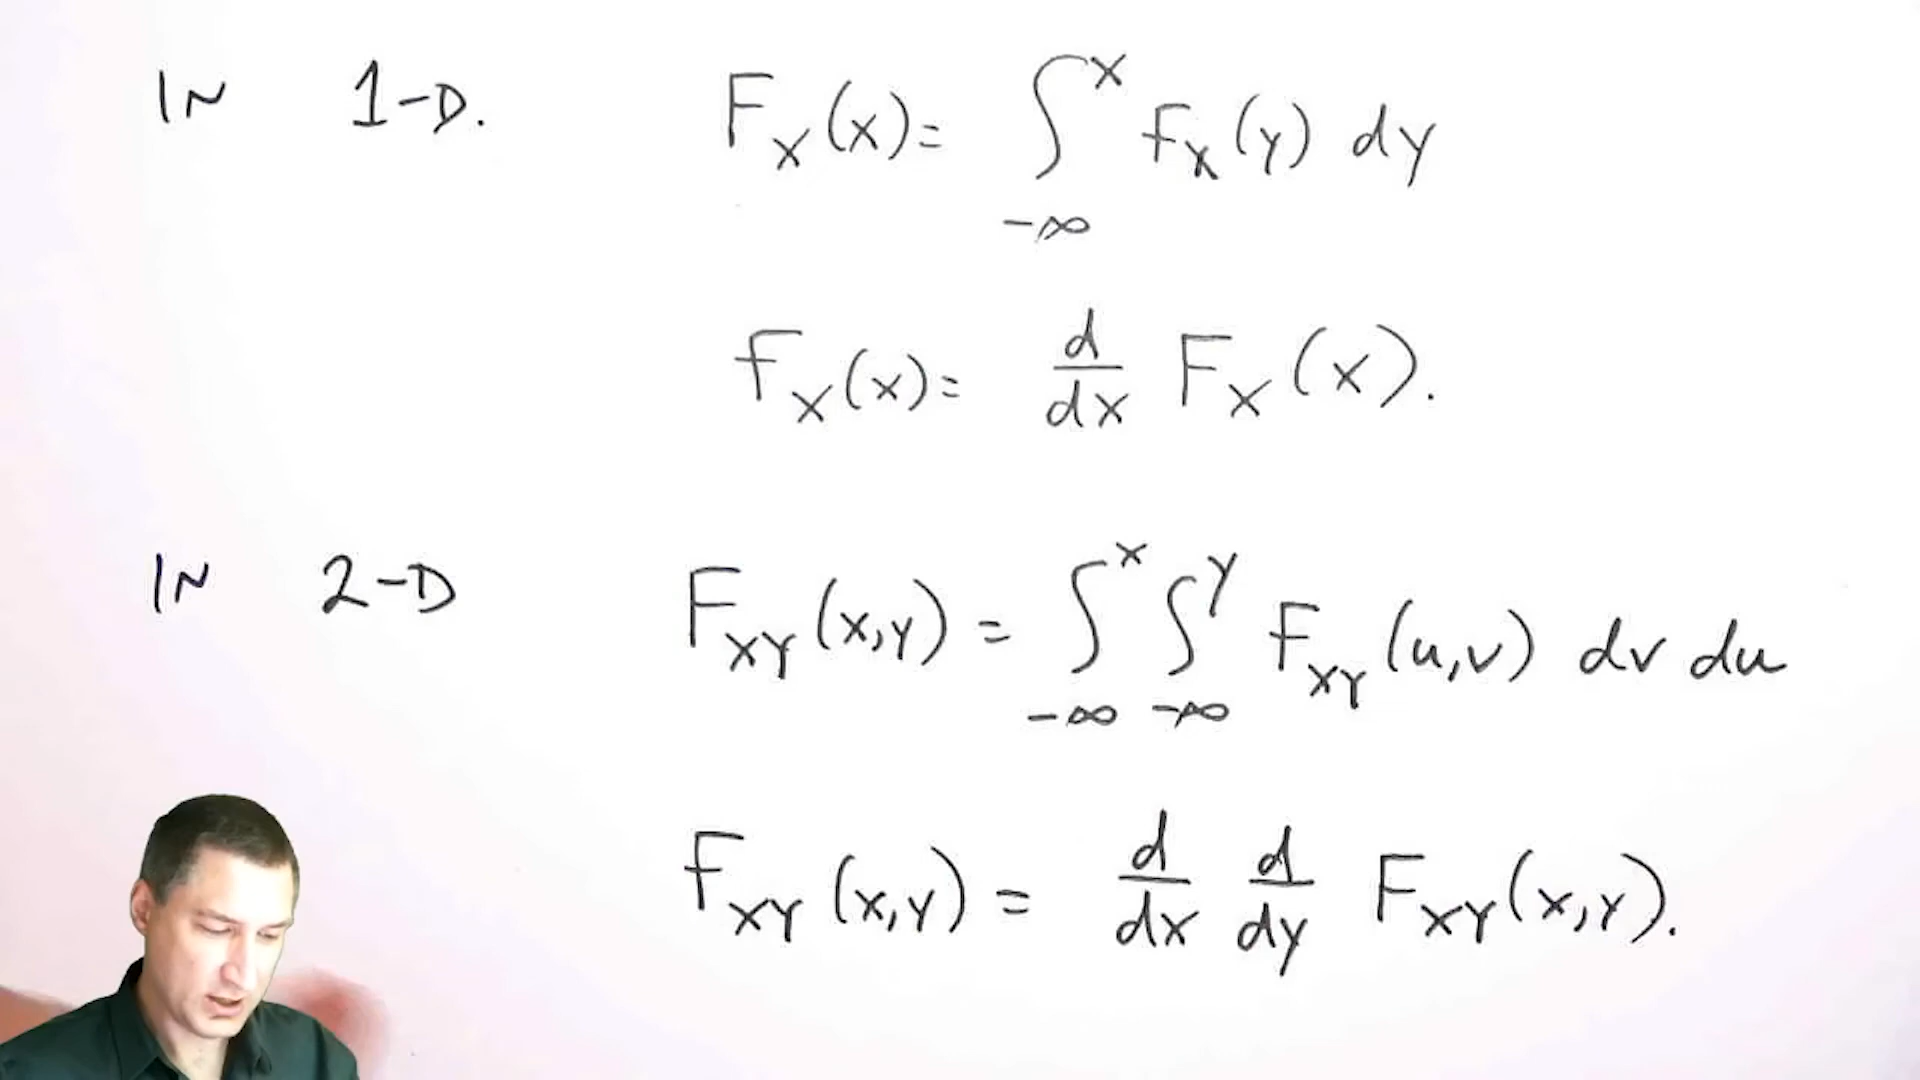 IN 1-D. F_X(x) = ∫_{-∞}^{x} f_X(y) dy
f_X(x) = d/dx F_X(x).
IN 2-D F_XY(x,y) = ∫_{-∞}^{x} ∫_{-∞}^{y} f_XY(u,v) dv du
f_XY(x,y) = d/dx d/dy F_XY(x,y).